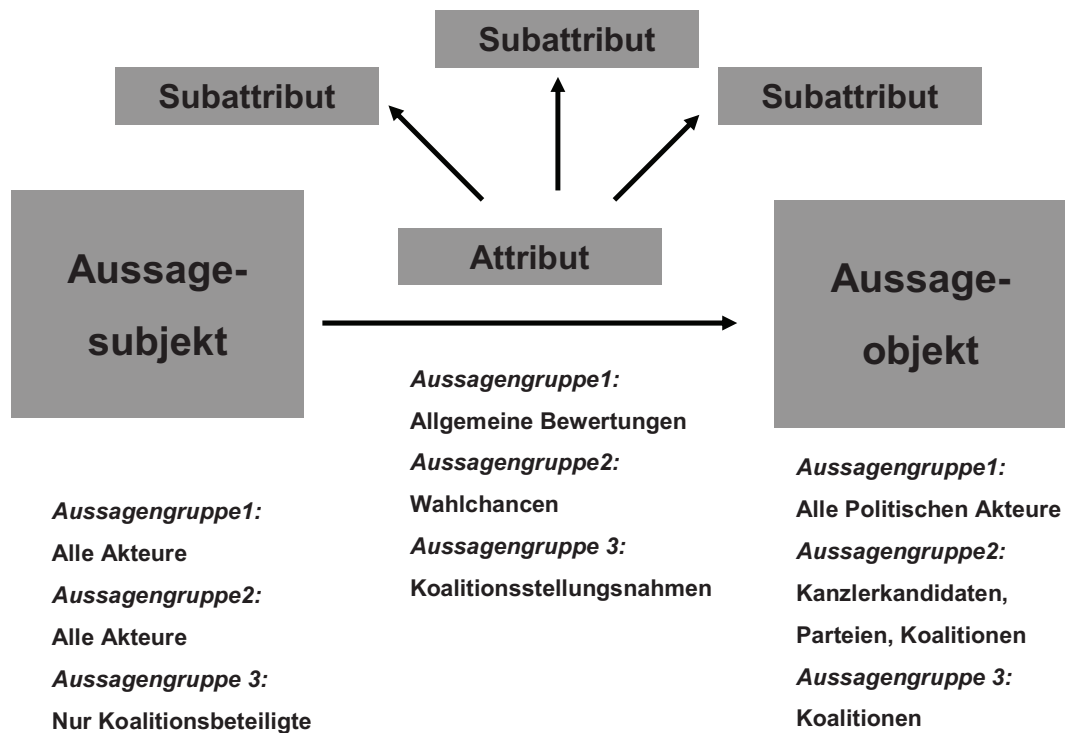 Subattribut
Subattribut
Subattribut
Aussage-
subjekt
Attribut
Aussage-
objekt
Aussagengruppe1:
Alle Akteure
Aussagengruppe2:
Alle Akteure
Aussagengruppe 3:
Nur Koalitionsbeteiligte
Aussagengruppe1:
Allgemeine Bewertungen
Aussagengruppe2:
Wahlchancen
Aussagengruppe 3:
Koalitionsstellungsnahmen
Aussagengruppe1:
Alle Politischen Akteure
Aussagengruppe2:
Kanzlerkandidaten,
Parteien, Koalitionen
Aussagengruppe 3:
Koalitionen